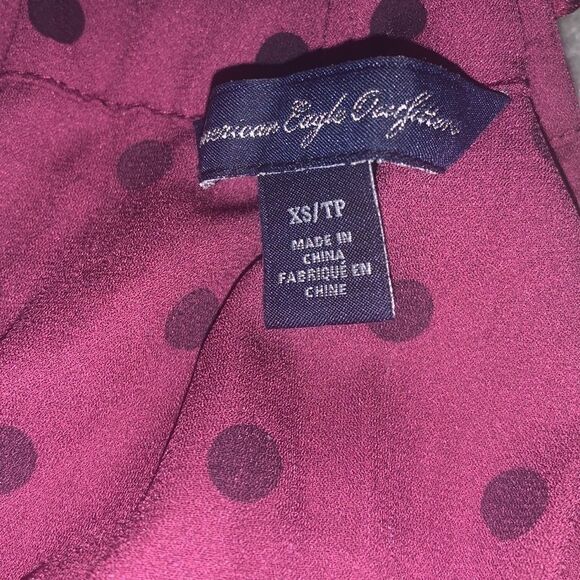 American Eagle Outfitters
XS/TP
MADE IN
CHINA
FABRIQUÉ EN
CHINE